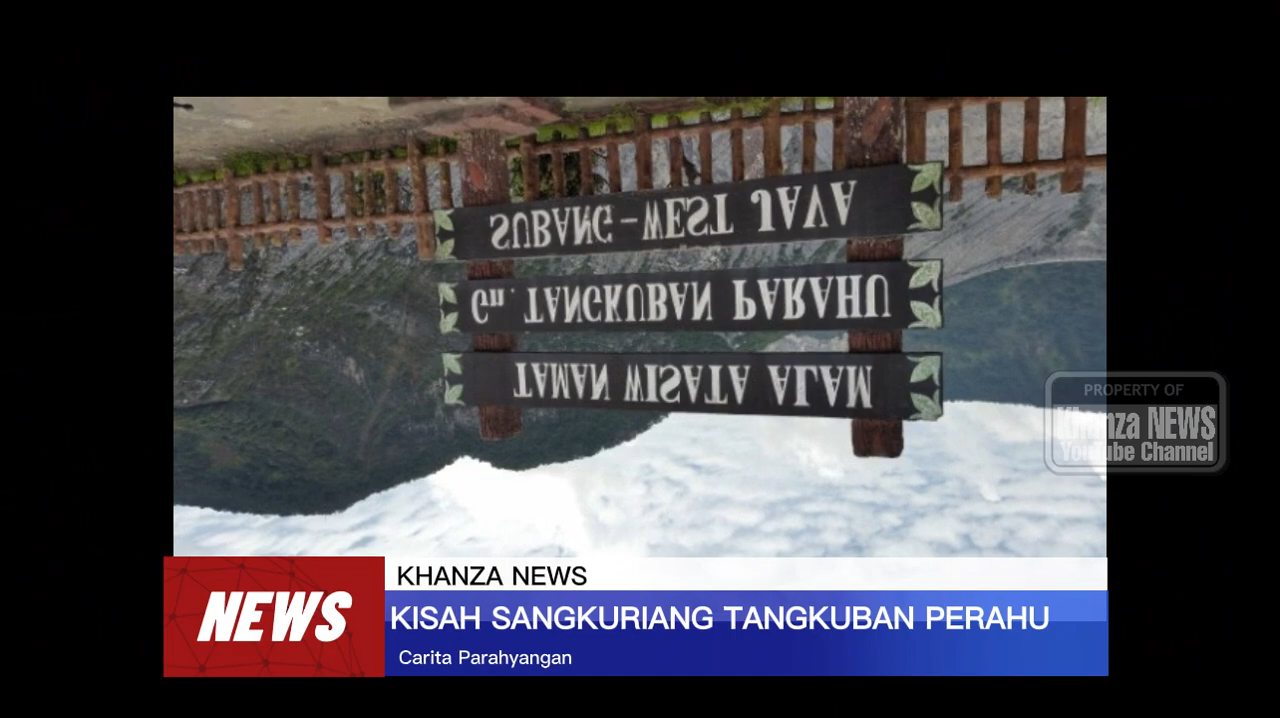 SUBANG - WEST JAVA
Gn. TANGKUBAN PARAHU
TAMAN WISATA ALAM
PROPERTY OF
Khanza NEWS
YouTube Channel
KHANZA NEWS
NEWS
KISAH SANGKURIANG TANGKUBAN PERAHU
Carita Parahyangan